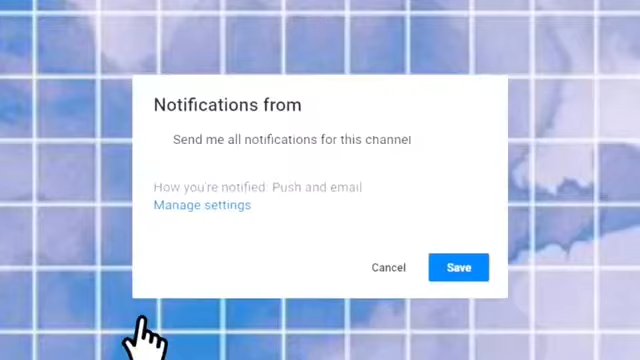 Notifications from
Send me all notifications for this channel
How you're notified: Push and email
Manage settings
Cancel
Save